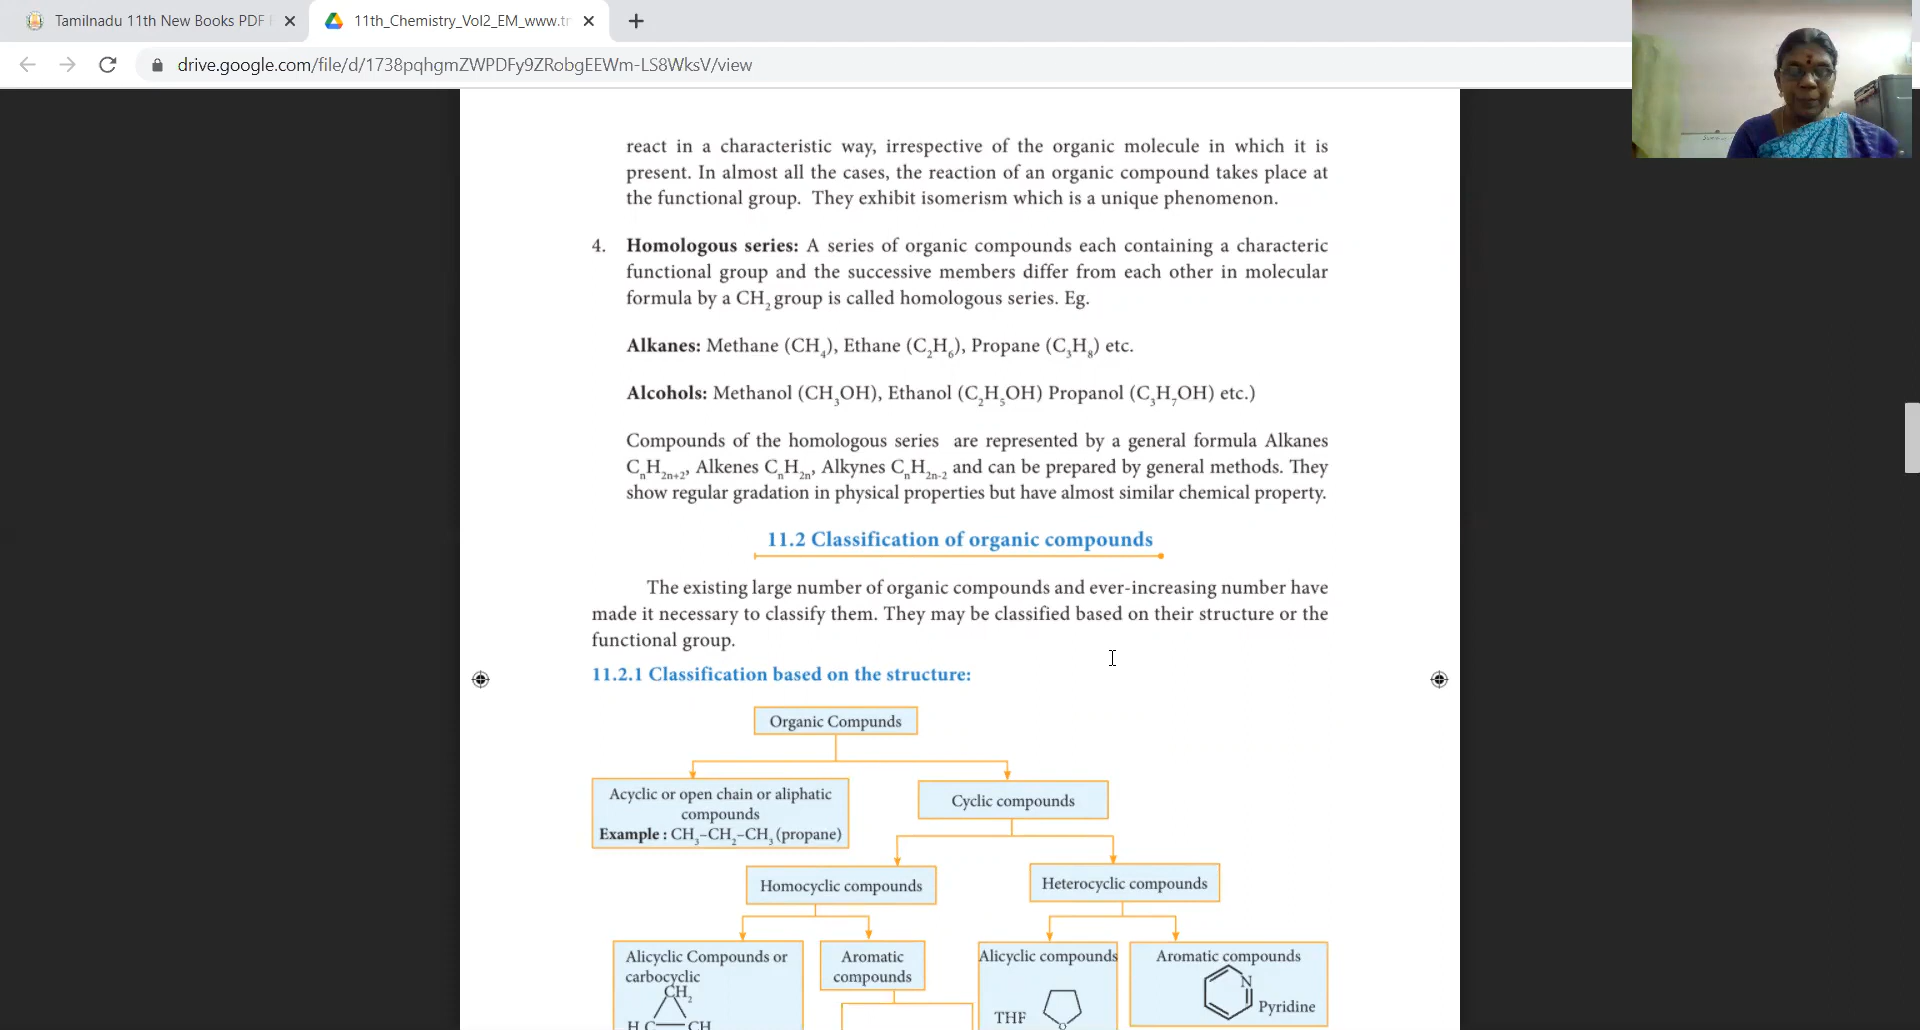 Tamilnadu 11th New Books PDF
11th_Chemistry_Vol2_EM_www.tn
drive.google.com/file/d/1738pqhgmZWPDFy9ZRobgEEWm-LS8WksV/view
react in a characteristic way, irrespective of the organic molecule in which it is
present. In almost all the cases, the reaction of an organic compound takes place at
the functional group. They exhibit isomerism which is a unique phenomenon.
4. Homologous series: A series of organic compounds each containing a characteric
functional group and the successive members differ from each other in molecular
formula by a CH₂ group is called homologous series. Eg.
Alkanes: Methane (CH₄), Ethane (C₂H₆), Propane (C₃H₈) etc.
Alcohols: Methanol (CH₃OH), Ethanol (C₂H₅OH) Propanol (C₃H₇OH) etc.)
Compounds of the homologous series are represented by a general formula Alkanes
CₙH₂ₙ₊₂, Alkenes CₙH₂ₙ, Alkynes CₙH₂ₙ₋₂ and can be prepared by general methods. They
show regular gradation in physical properties but have almost similar chemical property.
11.2 Classification of organic compounds
The existing large number of organic compounds and ever-increasing number have
made it necessary to classify them. They may be classified based on their structure or the
functional group.
11.2.1 Classification based on the structure:
Organic Compunds
Acyclic or open chain or aliphatic
compounds
Example : CH₃–CH₂–CH₃ (propane)
Cyclic compounds
Homocyclic compounds
Heterocyclic compounds
Alicyclic Compounds or
carbocyclic
CH₂
H C CH
Aromatic
compounds
Alicyclic compounds
THF
O
Aromatic compounds
N
Pyridine